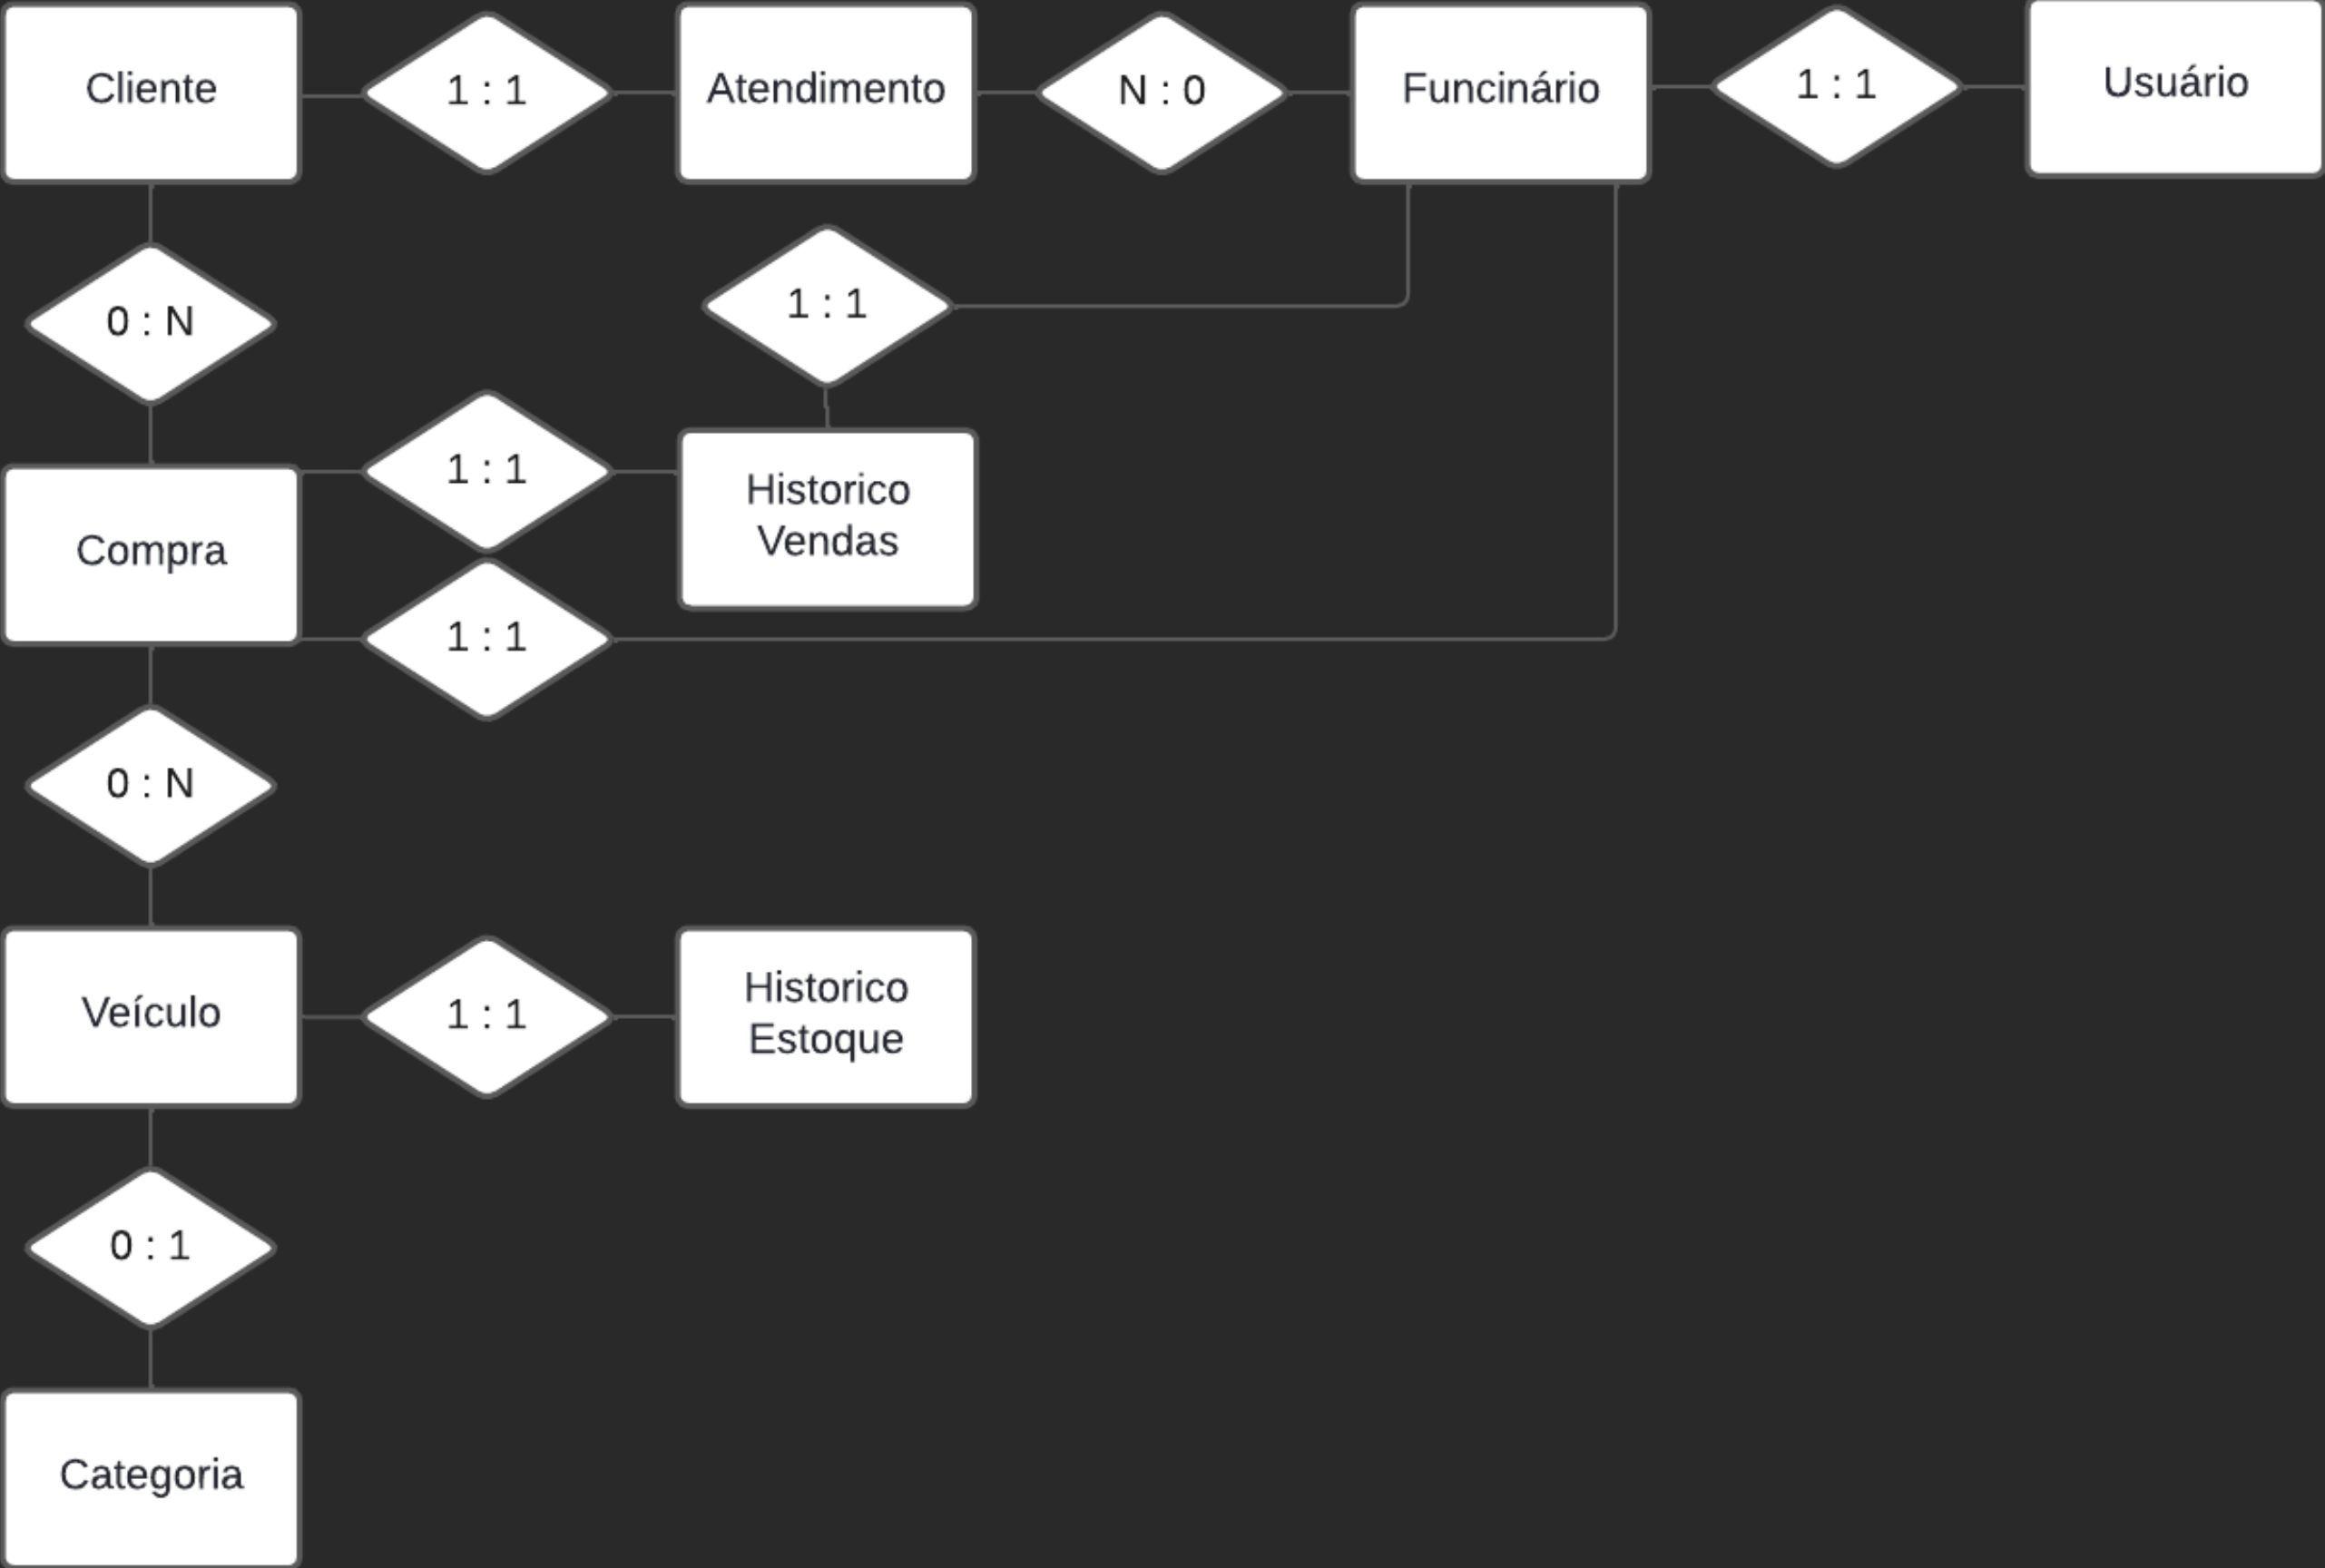 Cliente
1 : 1
Atendimento
N : 0
Funcinário
1 : 1
Usuário
0 : N
1 : 1
Compra
1 : 1
Historico
Vendas
1 : 1
0 : N
Veículo
1 : 1
Historico
Estoque
0 : 1
Categoria